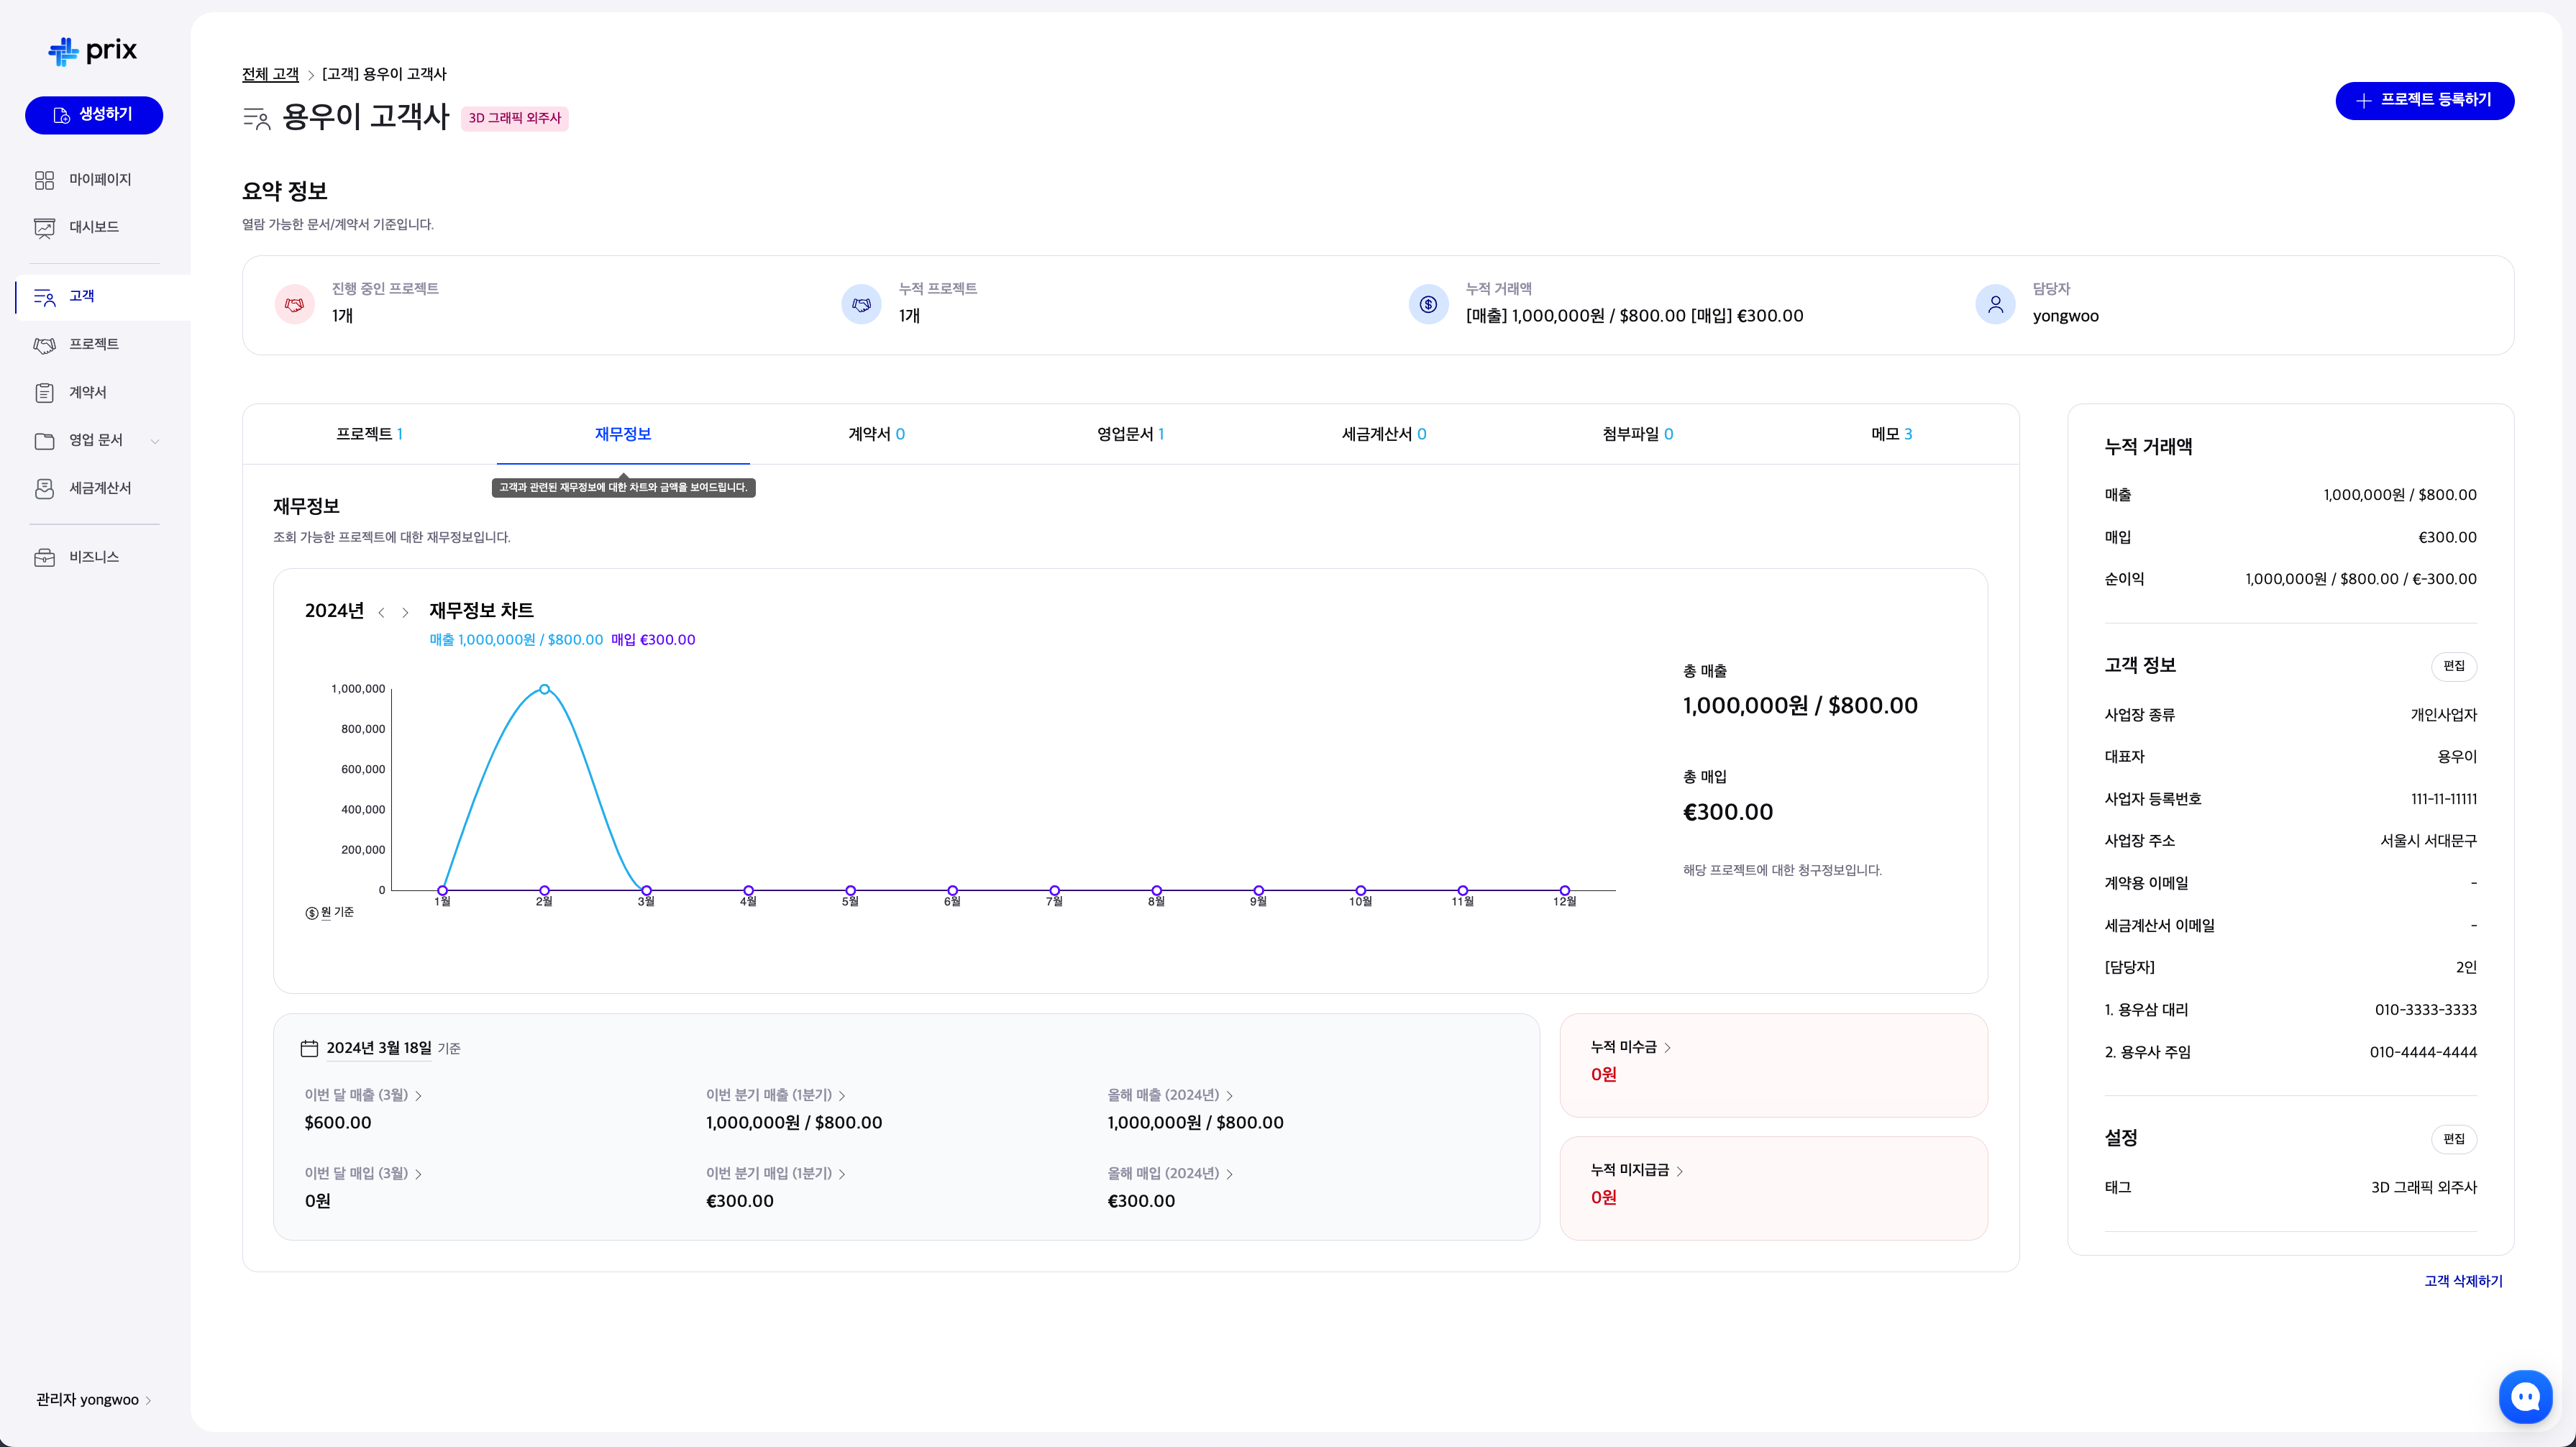 prix
생성하기
마이페이지
대시보드
고객
프로젝트
계약서
영업 문서
세금계산서
비즈니스
관리자 yongwoo
전체 고객 > [고객] 용우이 고객사
용우이 고객사 3D 그래픽 외주사
프로젝트 등록하기
요약 정보
열람 가능한 문서/계약서 기준입니다.
진행 중인 프로젝트
1개
누적 프로젝트
1개
누적 거래액
[매출] 1,000,000원 / $800.00 [매입] €300.00
담당자
yongwoo
프로젝트 1
재무정보
계약서 0
영업문서 1
세금계산서 0
첨부파일 0
메모 3
고객과 관련된 재무정보에 대한 차트와 금액을 보여드립니다.
재무정보
조회 가능한 프로젝트에 대한 재무정보입니다.
2024년
재무정보 차트
매출 1,000,000원 / $800.00 매입 €300.00
1,000,000
800,000
600,000
400,000
200,000
0
1월 2월 3월 4월 5월 6월 7월 8월 9월 10월 11월 12월
원 기준
총 매출
1,000,000원 / $800.00
총 매입
€300.00
해당 프로젝트에 대한 청구정보입니다.
2024년 3월 18일 기준
이번 달 매출 (3월)
$600.00
이번 분기 매출 (1분기)
1,000,000원 / $800.00
올해 매출 (2024년)
1,000,000원 / $800.00
이번 달 매입 (3월)
0원
이번 분기 매입 (1분기)
€300.00
올해 매입 (2024년)
€300.00
누적 미수금
0원
누적 미지급금
0원
누적 거래액
매출 1,000,000원 / $800.00
매입 €300.00
순이익 1,000,000원 / $800.00 / €-300.00
고객 정보 편집
사업장 종류 개인사업자
대표자 용우이
사업자 등록번호 111-11-11111
사업장 주소 서울시 서대문구
계약용 이메일 -
세금계산서 이메일 -
[담당자] 2인
1. 용우삼 대리 010-3333-3333
2. 용우사 주임 010-4444-4444
설정 편집
태그 3D 그래픽 외주사
고객 삭제하기